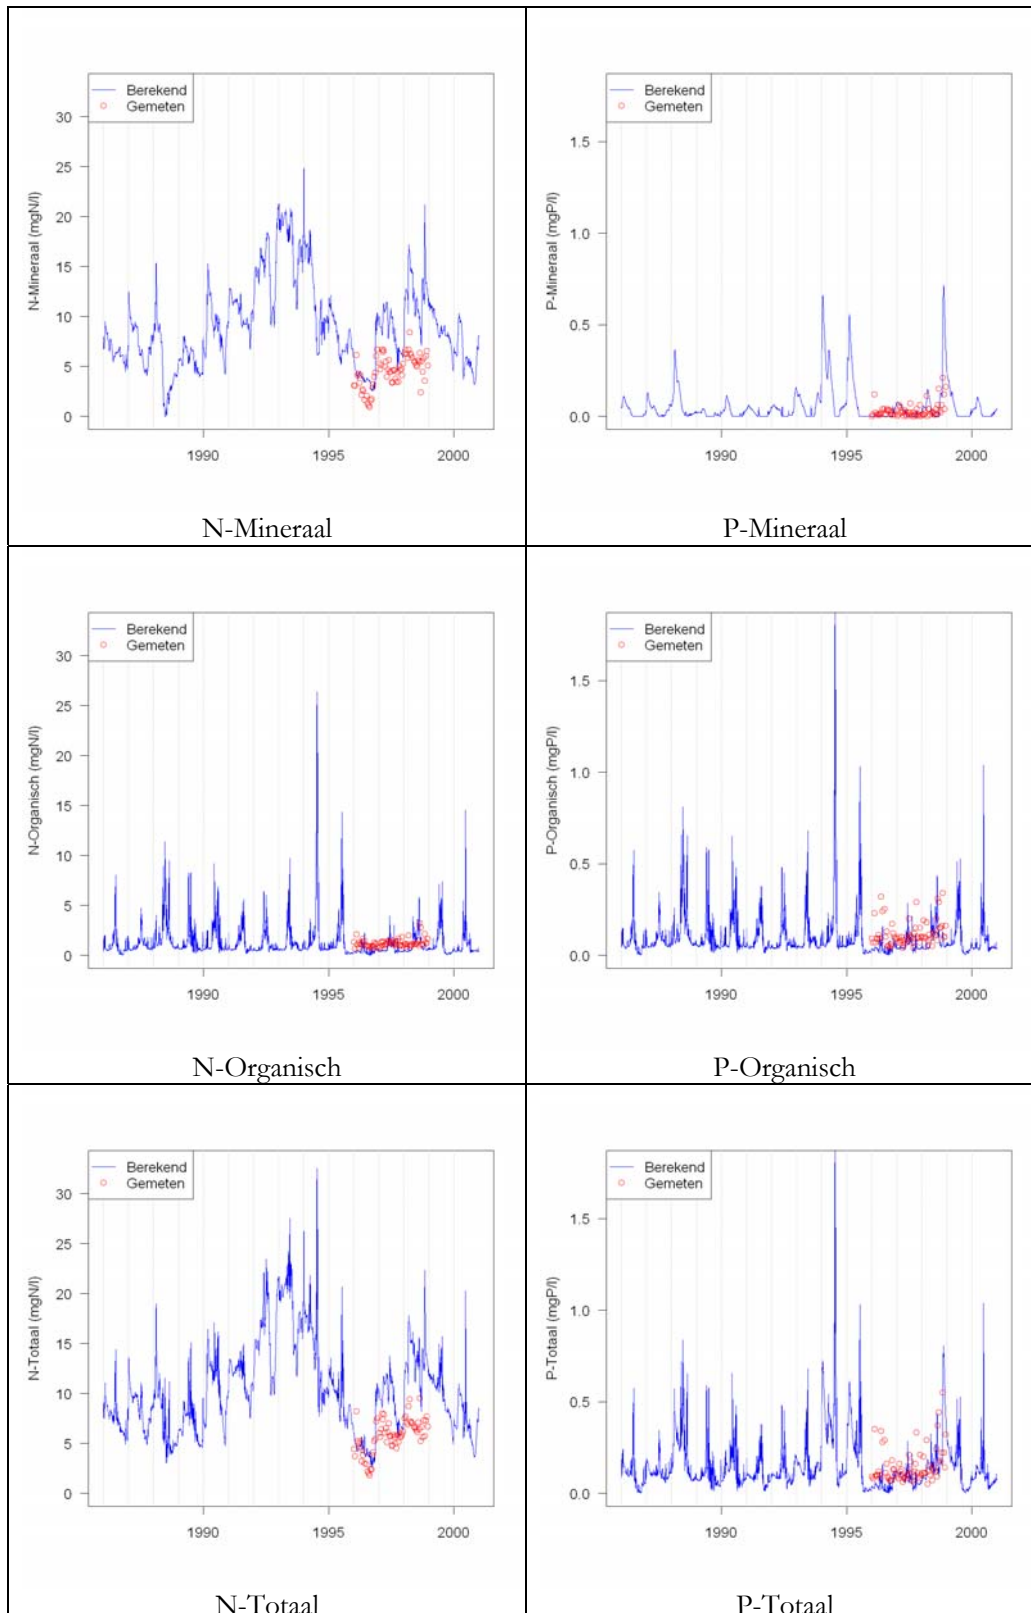 Berekend
Gemeten
N-Mineraal (mgN/l)
30
25
20
15
10
5
0
1990
1995
2000
N-Mineraal
Berekend
Gemeten
P-Mineraal (mgP/l)
1.5
1.0
0.5
0.0
1990
1995
2000
P-Mineraal
Berekend
Gemeten
N-Organisch (mgN/l)
30
25
20
15
10
5
0
1990
1995
2000
N-Organisch
Berekend
Gemeten
P-Organisch (mgP/l)
1.5
1.0
0.5
0.0
1990
1995
2000
P-Organisch
Berekend
Gemeten
N-Totaal (mgN/l)
30
25
20
15
10
5
0
1990
1995
2000
N-Totaal
Berekend
Gemeten
P-Totaal (mgP/l)
1.5
1.0
0.5
0.0
1990
1995
2000
P-Totaal